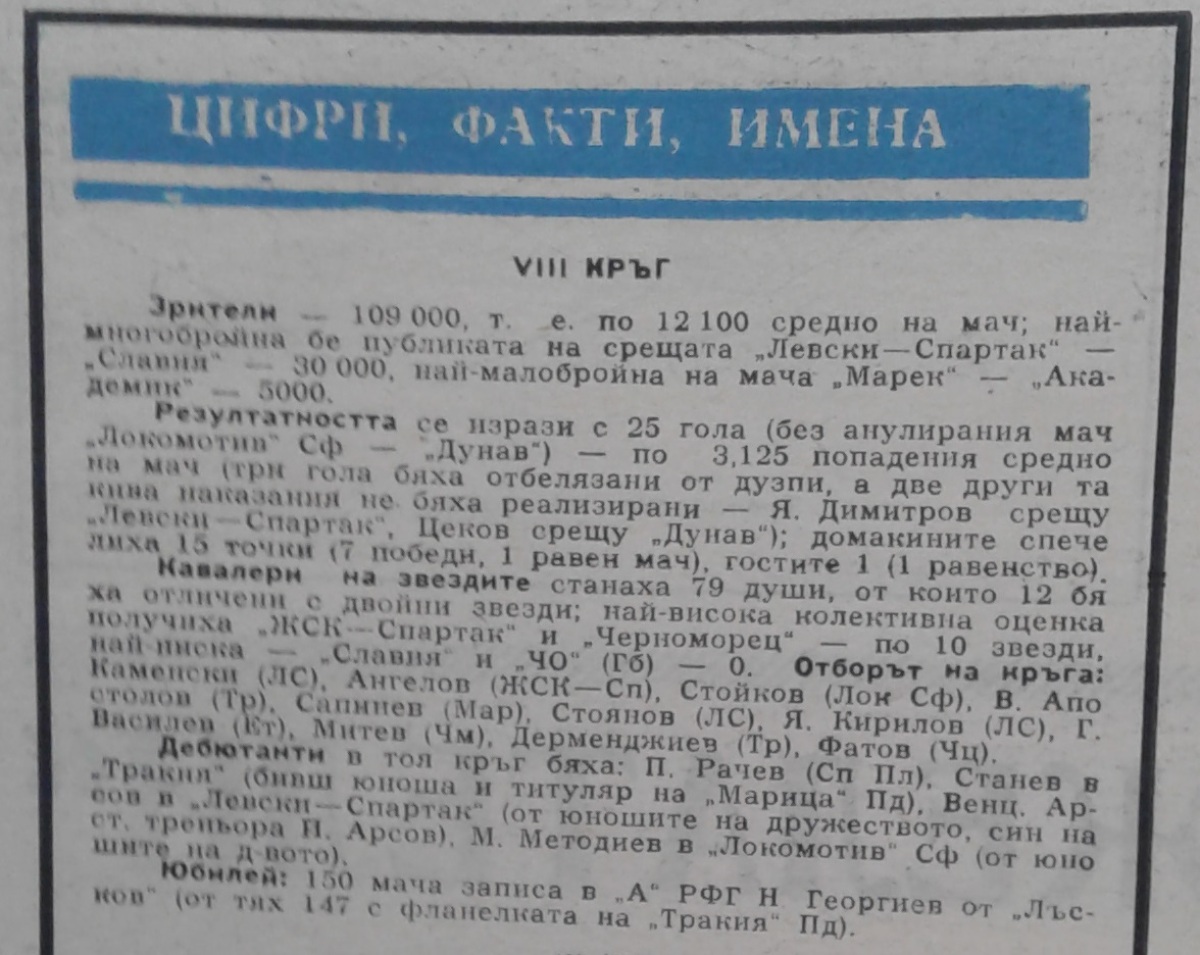 ЦИФРИ, ФАКТИ, ИМЕНА
VIII КРЪГ
Зрители — 109 000, т. е. по 12 100 средно на мач; най-
многобройна бе публиката на срещата „Левски—Спартак“ —
„Славия“ — 30 000, най-малобройна на мача „Марек“ — „Ака-
демик“ — 5000.
Резултатността се изрази с 25 гола (без анулирания мач
„Локомотив“ Сф — „Дунав“) — по 3,125 попадения средно
на мач (три гола бяха отбелязани от дузпи, а две други та
кива наказания не бяха реализирани — Я. Димитров срещу
„Левски—Спартак“, Цеков срещу „Дунав“); домакините спече
лиха 15 точки (7 победи, 1 равен мач), гостите 1 (1 равенство).
Кавалери на звездите станаха 79 души, от които 12 бя
ха отличени с двойни звезди; най-висока колективна оценка
получиха „ЖСК—Спартак“ и „Черноморец“ — по 10 звезди,
най-ниска — „Славия“ и „ЧО“ (Гб) — 0. Отборът на кръга:
Каменски (ЛС), Ангелов (ЖСК—Сп), Стойков (Лок Сф), В. Апо
столов (Тр), Сапинев (Мар), Стоянов (ЛС), Я. Кирилов (ЛС), Г.
Василев (Ет), Митев (Чм), Дерменджиев (Тр), Фатов (Чц).
Дебютанти в тоя кръг бяха: П. Рачев (Сп Пл), Станев в
„Тракия“ (бивш юноша и титуляр на „Марица“ Пд), Венц. Ар-
сов в „Левски—Спартак“ (от юношите на дружеството, син на
ст. треньора Н. Арсов), М. Методиев в „Локомотив“ Сф (от юно
шите на д-вото).
Юбилей: 150 мача записа в „А“ РФГ Н Георгиев от „Лъс-
ков“ (от тях 147 с фланелката на „Тракия“ Пд).